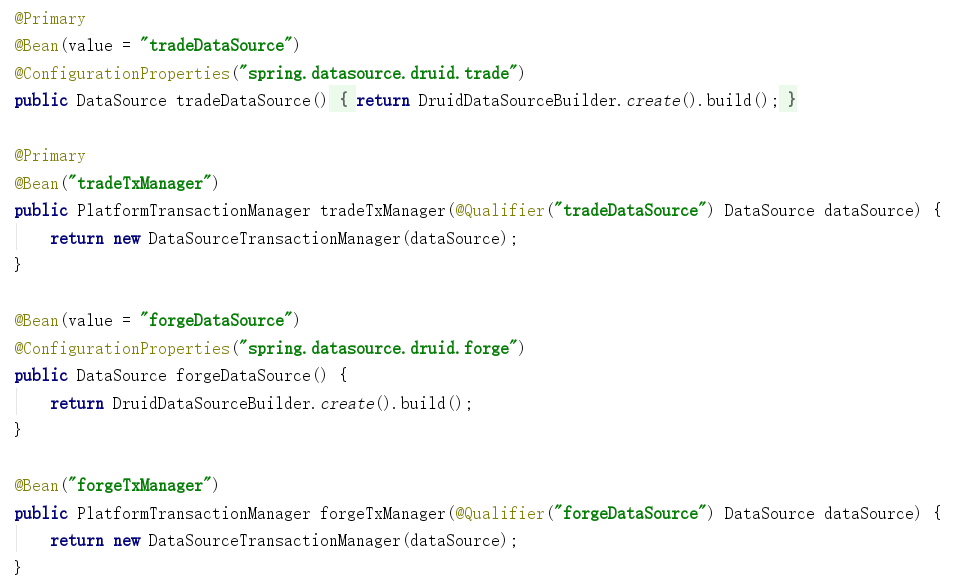 @Primary
@Bean(value = "tradeDataSource")
@ConfigurationProperties("spring.datasource.druid.trade")
public DataSource tradeDataSource() { return DruidDataSourceBuilder.create().build(); }
@Primary
@Bean("tradeTxManager")
public PlatformTransactionManager tradeTxManager(@Qualifier("tradeDataSource") DataSource dataSource) {
    return new DataSourceTransactionManager(dataSource);
}
@Bean(value = "forgeDataSource")
@ConfigurationProperties("spring.datasource.druid.forge")
public DataSource forgeDataSource() {
    return DruidDataSourceBuilder.create().build();
}
@Bean("forgeTxManager")
public PlatformTransactionManager forgeTxManager(@Qualifier("forgeDataSource") DataSource dataSource) {
    return new DataSourceTransactionManager(dataSource);
}